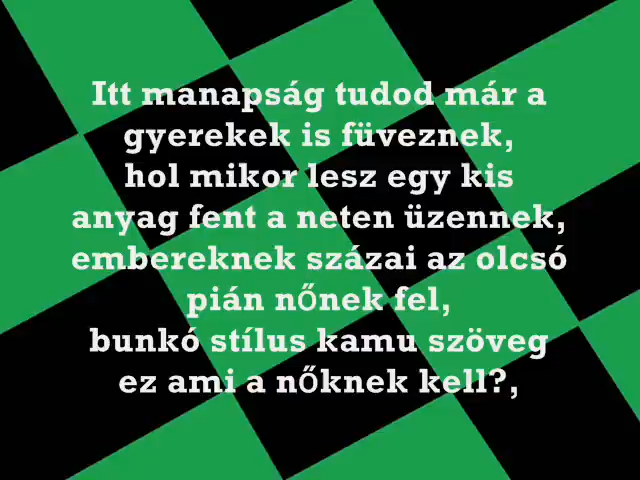 Itt manapság tudod már a
gyerekek is füveznek,
hol mikor lesz egy kis
anyag fent a neten üzennek,
embereknek százai az olcsó
pián nőnek fel,
bunkó stílus kamu szöveg
ez ami a nőknek kell?,